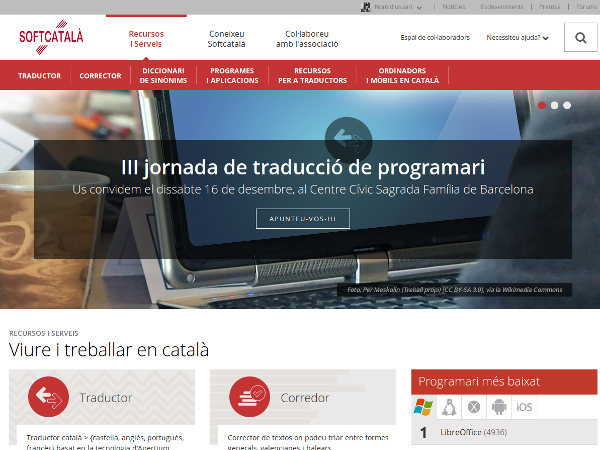 Nom d'usuari | Notícies Esdeveniments Premsa Fòrums
SOFTCATALÀ
Recursos
i Serveis
Coneixeu
Softcatalà
Col·laboreu
amb l'associació
Espai de col·laboradors
Necessiteu ajuda?
TRADUCTOR
CORRECTOR
DICCIONARI
DE SINÒNIMS
PROGRAMES
I APLICACIONS
RECURSOS
PER A TRADUCTORS
ORDINADORS
I MÒBILS EN CATALÀ
III jornada de traducció de programari
Us convidem el dissabte 16 de desembre, al Centre Cívic Sagrada Família de Barcelona
APUNTEU-VOS-HI
Foto: Per Meskolin (Treball propi) [CC BY-SA 3.0], via la Wikimedia Commons
RECURSOS I SERVEIS
Viure i treballar en català
Traductor
Traductor català > {castellà, anglès, portuguès,
francès} basat en la tecnologia d'Apertium
Corredor
Corrector de textos on podeu triar entre formes
generals, valencianes i balears.
Programari més baixat
iOS
1 LibreOffice (4936)